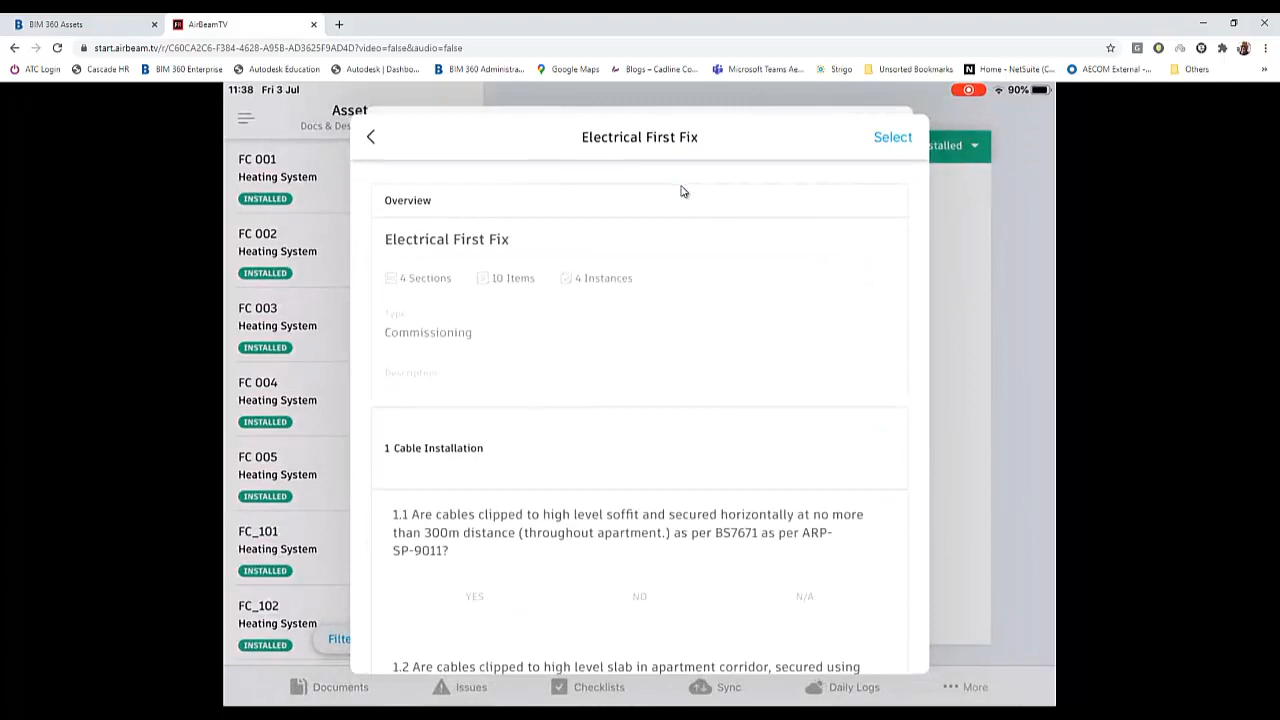 BIM 360 Assets
AirBeamTV
start.airbeam.tv/r/C60CA2C6-F384-4628-A95B-AD3625F9AD4D?video=false&audio=false
ATC Login
Cascade HR
BIM 360 Enterprise
Autodesk Education
Autodesk | Dashbo...
BIM 360 Administra...
Google Maps
Blogs – Cadline Co...
Microsoft Teams Ae...
Strigo
Unsorted Bookmarks
Home - NetSuite (C...
AECOM External -...
Others
11:38 Fri 3 Jul
90%
Asset
Docs & Des
stalled
FC 001
Heating System
INSTALLED
FC 002
Heating System
INSTALLED
FC 003
Heating System
INSTALLED
FC 004
Heating System
INSTALLED
FC 005
Heating System
INSTALLED
FC_101
Heating System
INSTALLED
FC_102
Heating System
INSTALLED
Filte
Electrical First Fix
Select
Overview
Electrical First Fix
4 Sections
10 Items
4 Instances
Type
Commissioning
Description
1 Cable Installation
1.1 Are cables clipped to high level soffit and secured horizontally at no more
than 300m distance (throughout apartment.) as per BS7671 as per ARP-
SP-9011?
YES
NO
N/A
1.2 Are cables clipped to high level slab in apartment corridor, secured using
Documents
Issues
Checklists
Sync
Daily Logs
More